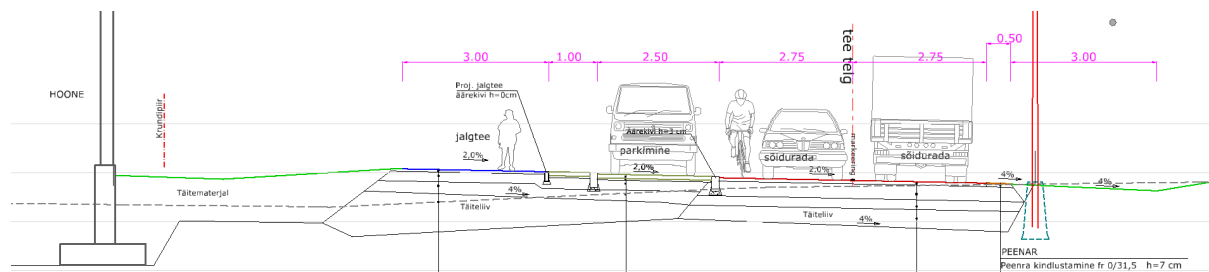 0.50
3.00
1.00
2.50
2.75
2.75
3.00
tee telg
HOONE
Krundipiir
Proj. jalgtee
äärekivi h=0cm
jalgtee
2,0%
Äärekivi h=3 cm
parkimine
2,0%
sõidurada
2,0%
markeering
sõidurada
4%
4%
Täitematerjal
4%
Täiteliiv
Täiteliiv
4%
PEENAR
Peenra kindlustamine fr 0/31,5 h=7 cm